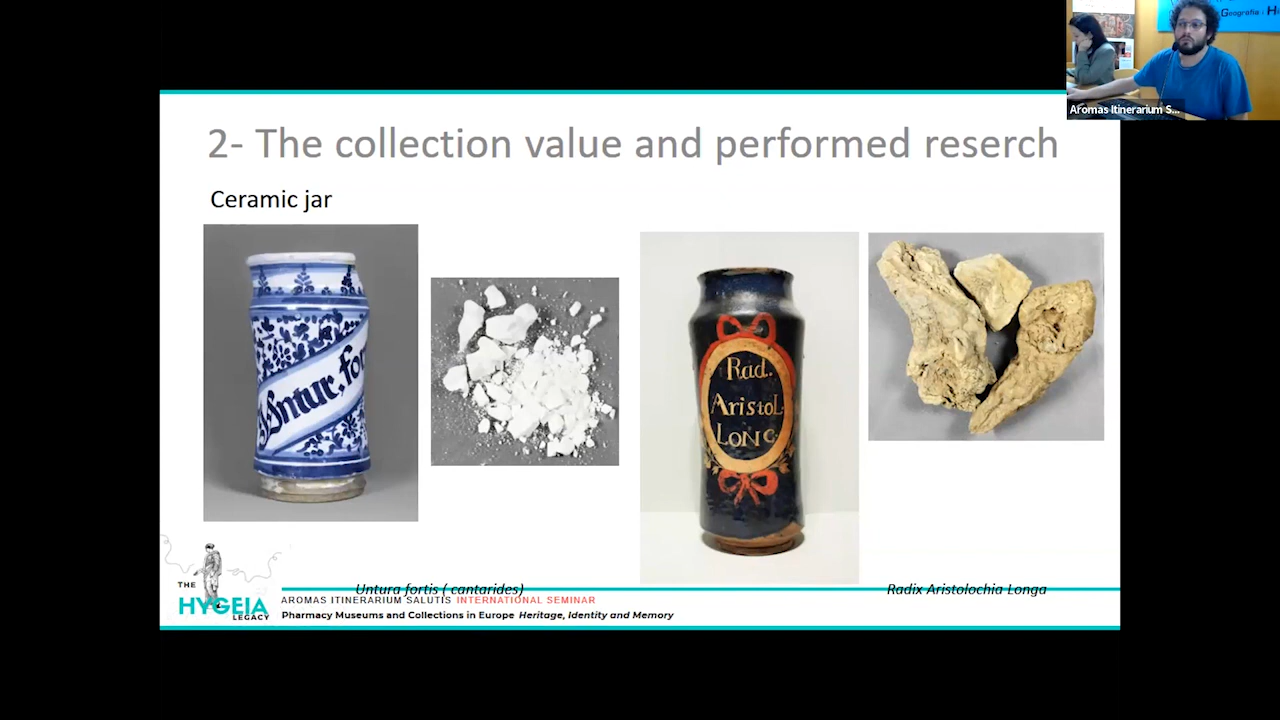 Geografia i H
Aromas Itinerarium S...
2- The collection value and performed reserch
Ceramic jar
Untur, for
Rad.
Aristol.
Long.
Untura fortis ( cantarides)
Radix Aristolochia Longa
THE
HYGEIA
LEGACY
AROMAS ITINERARIUM SALUTIS INTERNATIONAL SEMINAR
Pharmacy Museums and Collections in Europe Heritage, Identity and Memory